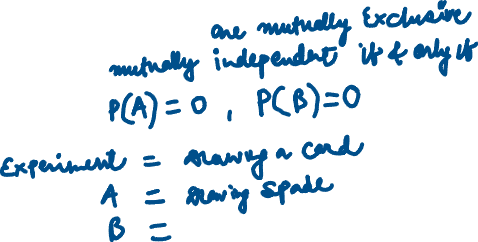 are mutually Exclusive
mutually independent if & only if
P(A) = 0 , P(B) = 0
Experiment = Drawing a card
A = Drawing Spade
B =